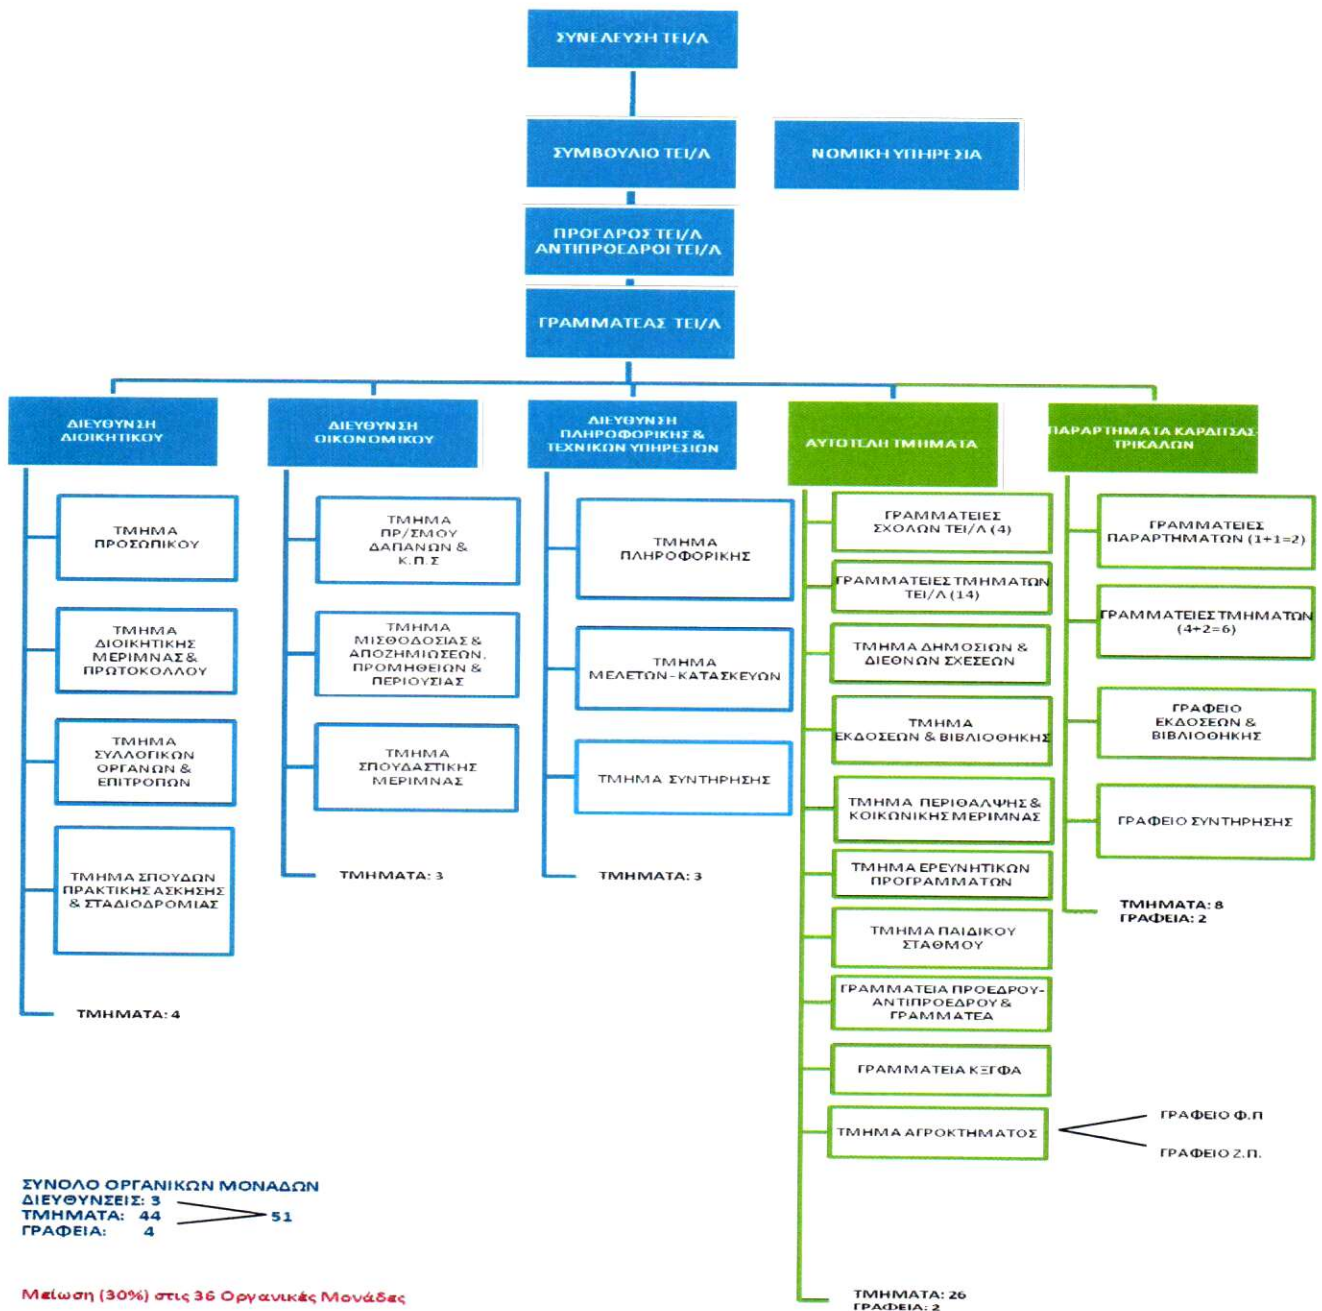 ΣΥΝΕΛΕΥΣΗ ΤΕΙ/Λ
ΣΥΜΒΟΥΛΙΟ ΤΕΙ/Λ
ΝΟΜΙΚΗ ΥΠΗΡΕΣΙΑ
ΠΡΟΕΔΡΟΣ ΤΕΙ/Λ
ΑΝΤΙΠΡΟΕΔΡΟΙ ΤΕΙ/Λ
ΓΡΑΜΜΑΤΕΑΣ ΤΕΙ/Λ
ΔΙΕΥΘΥΝΣΗ
ΔΙΟΙΚΗΤΙΚΟΥ
ΤΜΗΜΑ
ΠΡΟΣΩΠΙΚΟΥ
ΤΜΗΜΑ
ΔΙΟΙΚΗΤΙΚΗΣ
ΜΕΡΙΜΝΑΣ &
ΠΡΩΤΟΚΟΛΛΟΥ
ΤΜΗΜΑ
ΣΥΛΛΟΓΙΚΩΝ
ΟΡΓΑΝΩΝ &
ΕΠΙΤΡΟΠΩΝ
ΤΜΗΜΑ ΣΠΟΥΔΩΝ
ΠΡΑΚΤΙΚΗΣ ΑΣΚΗΣΗΣ
& ΣΤΑΔΙΟΔΡΟΜΙΑΣ
ΤΜΗΜΑΤΑ: 4
ΔΙΕΥΘΥΝΣΗ
ΟΙΚΟΝΟΜΙΚΟΥ
ΤΜΗΜΑ
ΠΡ/ΣΜΟΥ
ΔΑΠΑΝΩΝ &
Κ.Π.Σ
ΤΜΗΜΑ
ΜΙΣΘΟΔΟΣΙΑΣ &
ΑΠΟΖΗΜΙΩΣΕΩΝ,
ΠΡΟΜΗΘΕΙΩΝ &
ΠΕΡΙΟΥΣΙΑΣ
ΤΜΗΜΑ
ΣΠΟΥΔΑΣΤΙΚΗΣ
ΜΕΡΙΜΝΑΣ
ΤΜΗΜΑΤΑ: 3
ΔΙΕΥΘΥΝΣΗ
ΠΛΗΡΟΦΟΡΙΚΗΣ &
ΤΕΧΝΙΚΩΝ ΥΠΗΡΕΣΙΩΝ
ΤΜΗΜΑ
ΠΛΗΡΟΦΟΡΙΚΗΣ
ΤΜΗΜΑ
ΜΕΛΕΤΩΝ - ΚΑΤΑΣΚΕΥΩΝ
ΤΜΗΜΑ ΣΥΝΤΗΡΗΣΗΣ
ΤΜΗΜΑΤΑ: 3
ΑΥΤΟΤΕΛΗ ΤΜΗΜΑΤΑ
ΓΡΑΜΜΑΤΕΙΕΣ
ΣΧΟΛΩΝ ΤΕΙ/Λ (4)
ΓΡΑΜΜΑΤΕΙΕΣ ΤΜΗΜΑΤΩΝ
ΤΕΙ/Λ (14)
ΤΜΗΜΑ ΔΗΜΟΣΙΩΝ &
ΔΙΕΘΝΩΝ ΣΧΕΣΕΩΝ
ΤΜΗΜΑ
ΕΚΔΟΣΕΩΝ & ΒΙΒΛΙΟΘΗΚΗΣ
ΤΜΗΜΑ ΠΕΡΙΘΑΛΨΗΣ &
ΚΟΙΚΩΝΙΚΗΣ ΜΕΡΙΜΝΑΣ
ΤΜΗΜΑ ΕΡΕΥΝΗΤΙΚΩΝ
ΠΡΟΓΡΑΜΜΑΤΩΝ
ΤΜΗΜΑ ΠΑΙΔΙΚΟΥ
ΣΤΑΘΜΟΥ
ΓΡΑΜΜΑΤΕΙΑ ΠΡΟΕΔΡΟΥ-
ΑΝΤΙΠΡΟΕΔΡΟΥ &
ΓΡΑΜΜΑΤΕΑ
ΓΡΑΜΜΑΤΕΙΑ ΚΞΓΦΑ
ΤΜΗΜΑ ΑΓΡΟΚΤΗΜΑΤΟΣ
ΓΡΑΦΕΙΟ Φ.Π
ΓΡΑΦΕΙΟ Ζ.Π.
ΤΜΗΜΑΤΑ: 26
ΓΡΑΦΕΙΑ: 2
ΠΑΡΑΡΤΗΜΑΤΑ ΚΑΡΔΙΤΣΑΣ-
ΤΡΙΚΑΛΩΝ
ΓΡΑΜΜΑΤΕΙΕΣ
ΠΑΡΑΡΤΗΜΑΤΩΝ (1+1=2)
ΓΡΑΜΜΑΤΕΙΕΣ ΤΜΗΜΑΤΩΝ
(4+2=6)
ΓΡΑΦΕΙΟ
ΕΚΔΟΣΕΩΝ &
ΒΙΒΛΙΟΘΗΚΗΣ
ΓΡΑΦΕΙΟ ΣΥΝΤΗΡΗΣΗΣ
ΤΜΗΜΑΤΑ: 8
ΓΡΑΦΕΙΑ: 2
ΣΥΝΟΛΟ ΟΡΓΑΝΙΚΩΝ ΜΟΝΑΔΩΝ
ΔΙΕΥΘΥΝΣΕΙΣ: 3
ΤΜΗΜΑΤΑ: 44 51
ΓΡΑΦΕΙΑ: 4
Μείωση (30%) στις 36 Οργανικές Μονάδες